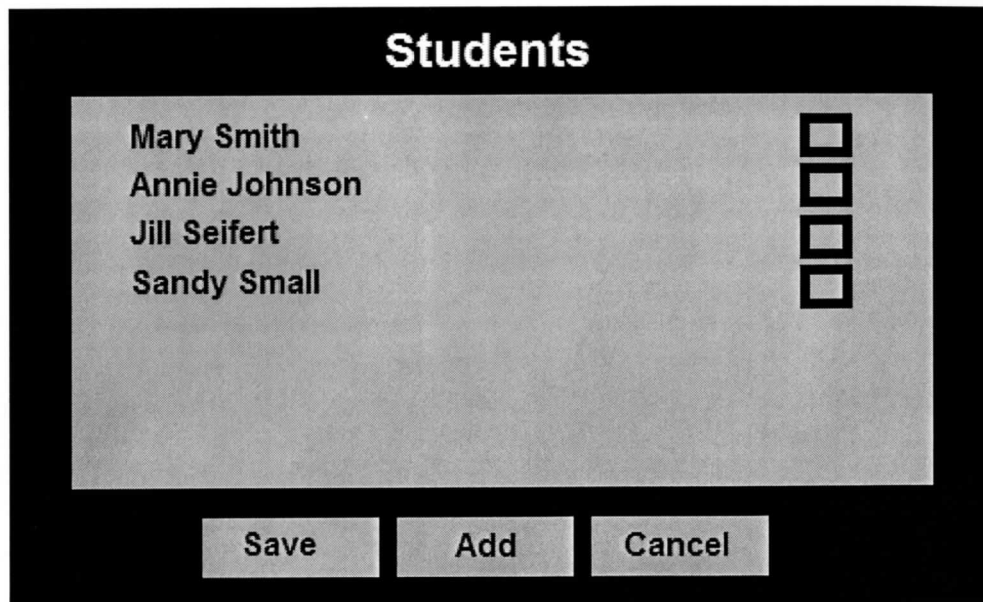 Students
Mary Smith
Annie Johnson
Jill Seifert
Sandy Small
Save Add Cancel